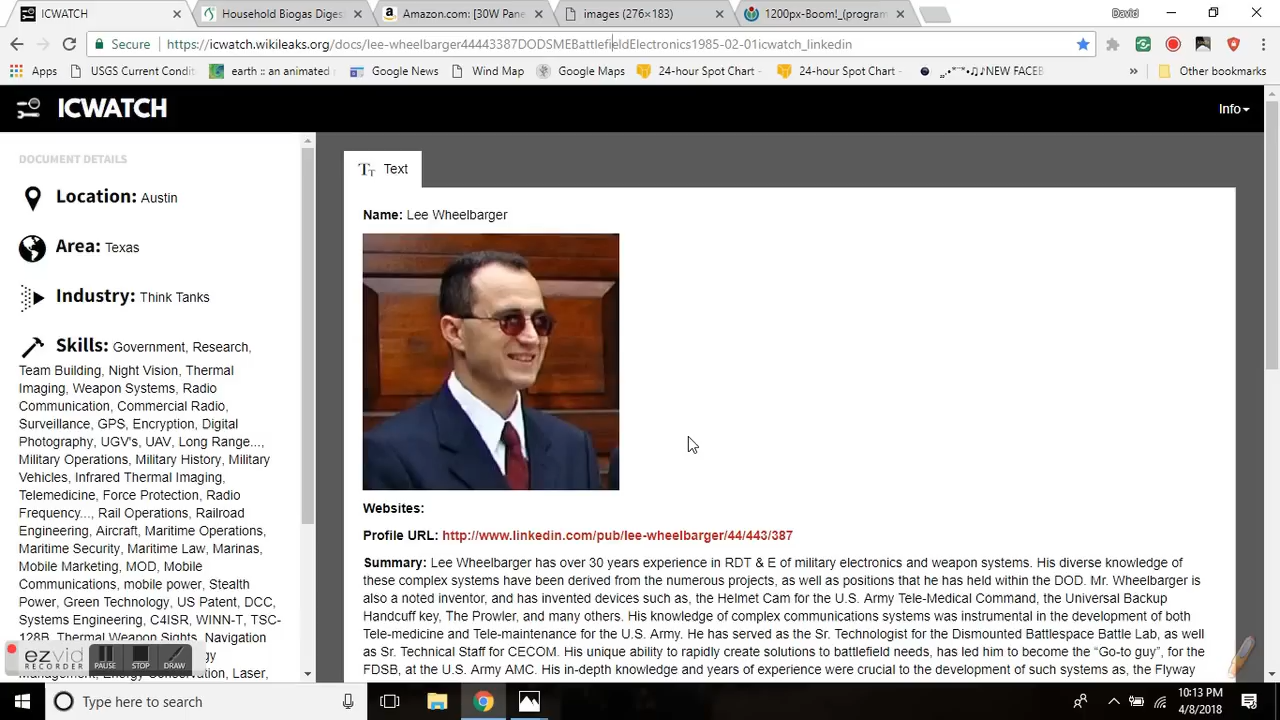 ICWATCH
Household Biogas Diges
Amazon.com: [30W Pane
images (276×183)
1200px-Boom!_(program
David
Secure
https://icwatch.wikileaks.org/docs/lee-wheelbarger44443387DODSMEBattlefieldElectronics1985-02-01icwatch_linkedin
Apps
USGS Current Condit
earth :: an animated
Google News
Wind Map
Google Maps
24-hour Spot Chart -
24-hour Spot Chart -
NEW FACEB
»
Other bookmarks
ICWATCH
Info
DOCUMENT DETAILS
Location: Austin
Area: Texas
Industry: Think Tanks
Skills: Government, Research,
Team Building, Night Vision, Thermal
Imaging, Weapon Systems, Radio
Communication, Commercial Radio,
Surveillance, GPS, Encryption, Digital
Photography, UGV's, UAV, Long Range...,
Military Operations, Military History, Military
Vehicles, Infrared Thermal Imaging,
Telemedicine, Force Protection, Radio
Frequency..., Rail Operations, Railroad
Engineering, Aircraft, Maritime Operations,
Maritime Security, Maritime Law, Marinas,
Mobile Marketing, MOD, Mobile
Communications, mobile power, Stealth
Power, Green Technology, US Patent, DCC,
Systems Engineering, C4ISR, WINN-T, TSC-
128B, Thermal Weapon Sights, Navigation
Management, Energy Conservation, Laser,
Text
Name: Lee Wheelbarger
Websites:
Profile URL: http://www.linkedin.com/pub/lee-wheelbarger/44/443/387
Summary: Lee Wheelbarger has over 30 years experience in RDT & E of military electronics and weapon systems. His diverse knowledge of
these complex systems have been derived from the numerous projects, as well as positions that he has held within the DOD. Mr. Wheelbarger is
also a noted inventor, and has invented devices such as, the Helmet Cam for the U.S. Army Tele-Medical Command, the Universal Backup
Handcuff key, The Prowler, and many others. His knowledge of complex communications systems was instrumental in the development of both
Tele-medicine and Tele-maintenance for the U.S. Army. He has served as the Sr. Technologist for the Dismounted Battlespace Battle Lab, as well
as Sr. Technical Staff for CECOM. His unique ability to rapidly create solutions to battlefield needs, has led him to become the “Go-to guy”, for the
FDSB, at the U.S. Army AMC. His in-depth knowledge and years of experience were crucial to the development of such systems as, the Flyway
ezvid
RECORDER
PAUSE
STOP
DRAW
Type here to search
10:13 PM
4/8/2018